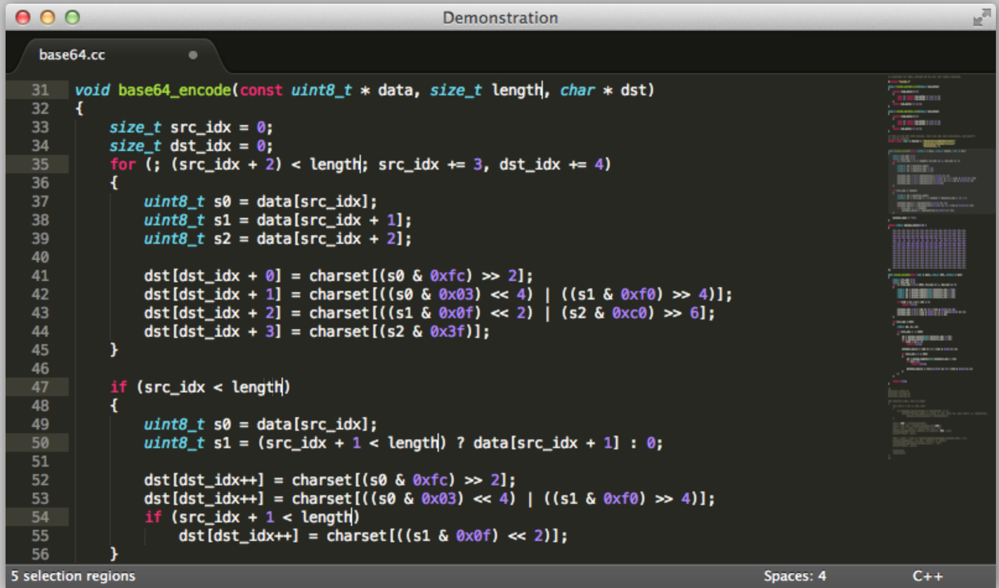 Demonstration
base64.cc
31 void base64_encode(const uint8_t * data, size_t length, char * dst)
32 {
33     size_t src_idx = 0;
34     size_t dst_idx = 0;
35     for (; (src_idx + 2) < length; src_idx += 3, dst_idx += 4)
36     {
37         uint8_t s0 = data[src_idx];
38         uint8_t s1 = data[src_idx + 1];
39         uint8_t s2 = data[src_idx + 2];
40
41         dst[dst_idx + 0] = charset[(s0 & 0xfc) >> 2];
42         dst[dst_idx + 1] = charset[((s0 & 0x03) << 4) | ((s1 & 0xf0) >> 4)];
43         dst[dst_idx + 2] = charset[((s1 & 0x0f) << 2) | (s2 & 0xc0) >> 6];
44         dst[dst_idx + 3] = charset[(s2 & 0x3f)];
45     }
46
47     if (src_idx < length)
48     {
49         uint8_t s0 = data[src_idx];
50         uint8_t s1 = (src_idx + 1 < length) ? data[src_idx + 1] : 0;
51
52         dst[dst_idx++] = charset[(s0 & 0xfc) >> 2];
53         dst[dst_idx++] = charset[((s0 & 0x03) << 4) | ((s1 & 0xf0) >> 4)];
54         if (src_idx + 1 < length)
55             dst[dst_idx++] = charset[((s1 & 0x0f) << 2)];
56     }
5 selection regions Spaces: 4 C++